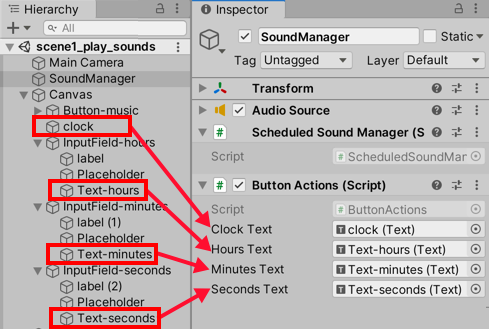 Hierarchy
All
scene1_play_sounds
Main Camera
SoundManager
Canvas
Button-music
clock
InputField-hours
label
Placeholder
Text-hours
InputField-minutes
label (1)
Placeholder
Text-minutes
InputField-seconds
label (2)
Placeholder
Text-seconds
Inspector
SoundManager
Static
Tag Untagged Layer Default
Transform
Audio Source
Scheduled Sound Manager (S
Script ScheduledSoundMar
Button Actions (Script)
Script ButtonActions
Clock Text clock (Text)
Hours Text Text-hours (Text)
Minutes Text Text-minutes (Text)
Seconds Text Text-seconds (Text)